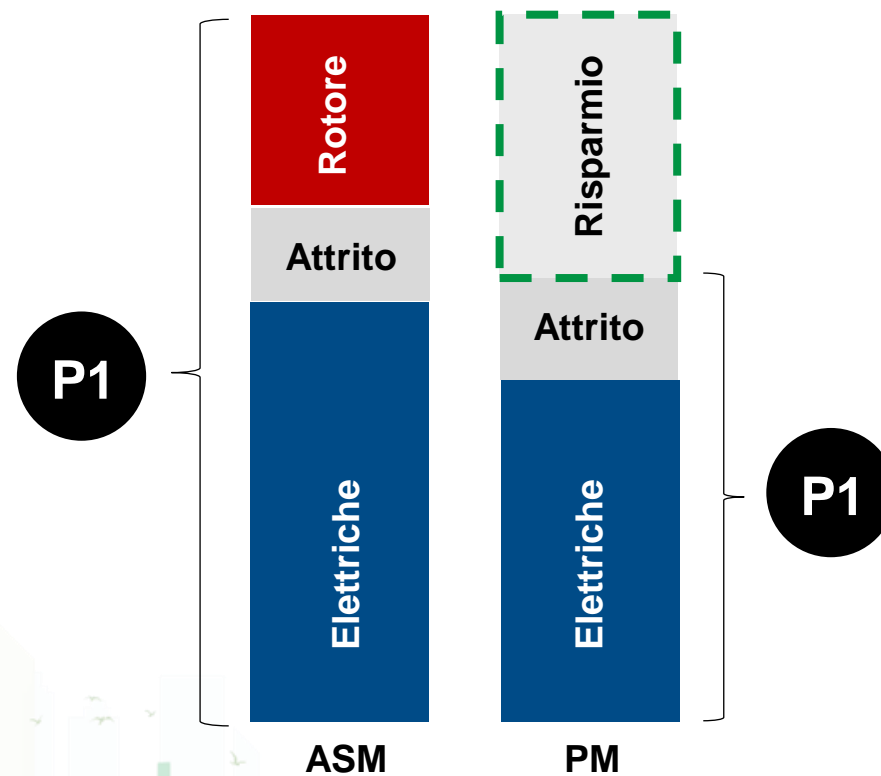 Rotore
Risparmio
Attrito
Attrito
P1
P1
Elettriche
Elettriche
ASM
PM